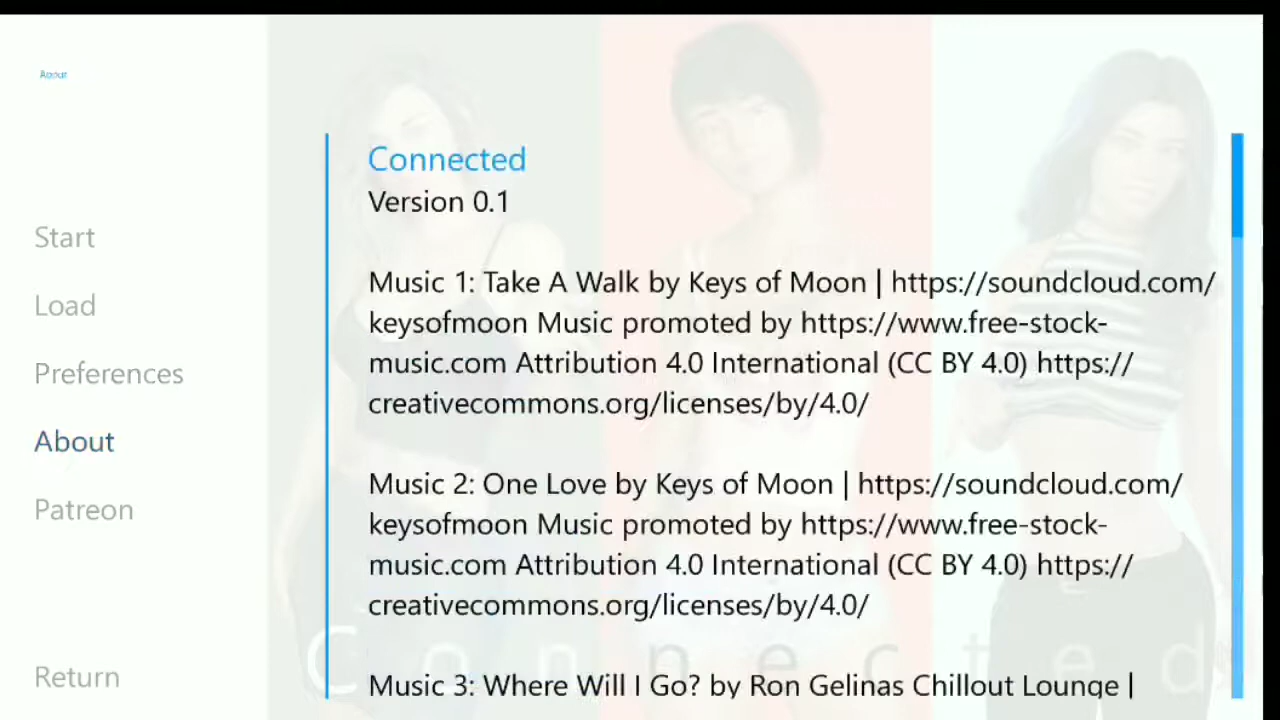 About
Connected
Version 0.1
Start
Load
Preferences
About
Patreon
Return
Music 1: Take A Walk by Keys of Moon | https://soundcloud.com/
keysofmoon Music promoted by https://www.free-stock-
music.com Attribution 4.0 International (CC BY 4.0) https://
creativecommons.org/licenses/by/4.0/
Music 2: One Love by Keys of Moon | https://soundcloud.com/
keysofmoon Music promoted by https://www.free-stock-
music.com Attribution 4.0 International (CC BY 4.0) https://
creativecommons.org/licenses/by/4.0/
Music 3: Where Will I Go? by Ron Gelinas Chillout Lounge |
Connected